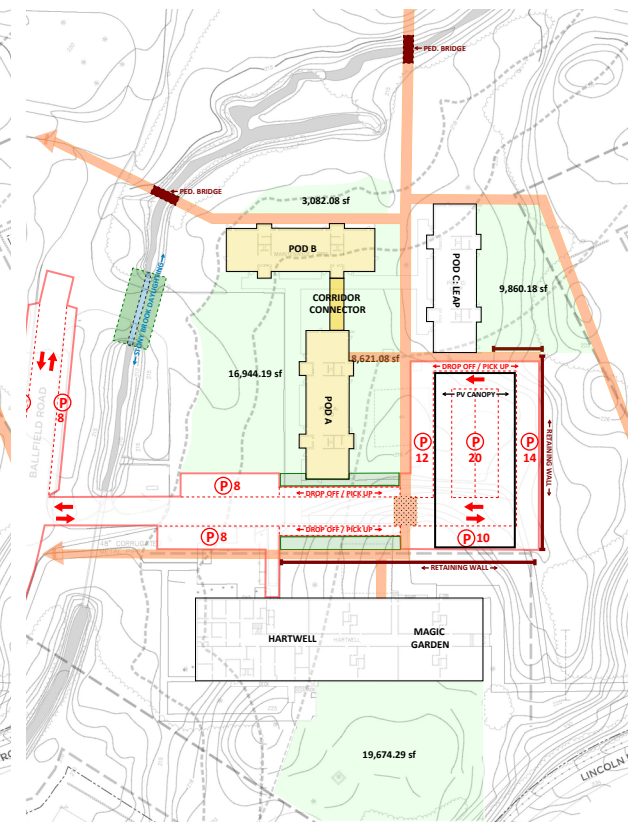 ← PED. BRIDGE
← PED. BRIDGE
3,082.08 sf
POD B
POD C: LEAP
9,860.18 sf
CORRIDOR
CONNECTOR
← STONY BROOK DAYLIGHTING →
8,621.08 sf
16,944.19 sf
POD A
← DROP OFF / PICK UP →
← PV CANOPY →
P
8
BALLFIELD ROAD
P
12
P
20
P
14
← RETAINING WALL →
P 8
← DROP OFF / PICK UP →
← DROP OFF / PICK UP →
P 8
P 10
48" CORRUGATE
← RETAINING WALL →
HARTWELL
HARTWELL
MAGIC
GARDEN
19,674.29 sf
LINCOLN